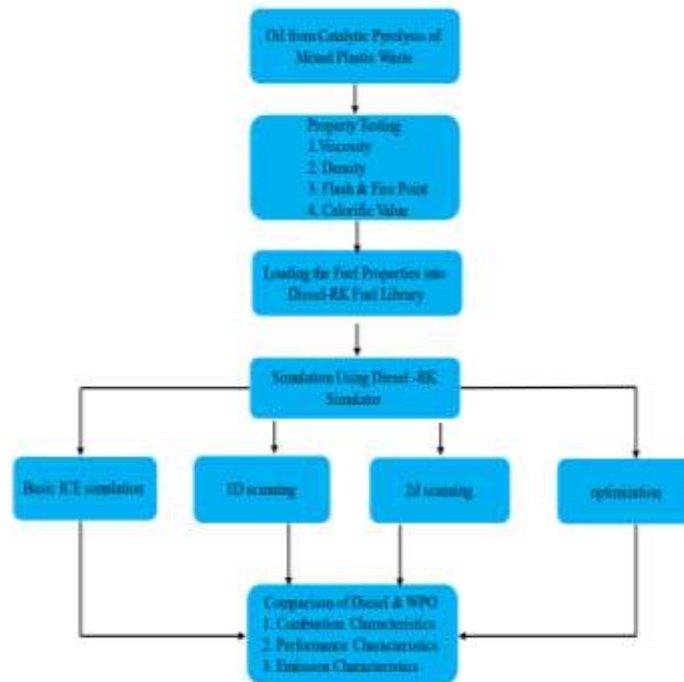 Oil from Catalytic Pyrolysis of
Mixed Plastic Waste
Property Testing
1.Viscosity
2. Density
3. Flash & Fire Point
4. Calorific Value
Loading the Fuel Properties into
Diesel-RK Fuel Library
Simulation Using Diesel -RK
Simulator
Basic ICE simulation
1D scanning
2d scanning
optimization
Comparison of Diesel & WPO
1. Combustion Characteristics
2. Performance Characteristics
3. Emission Characteristics